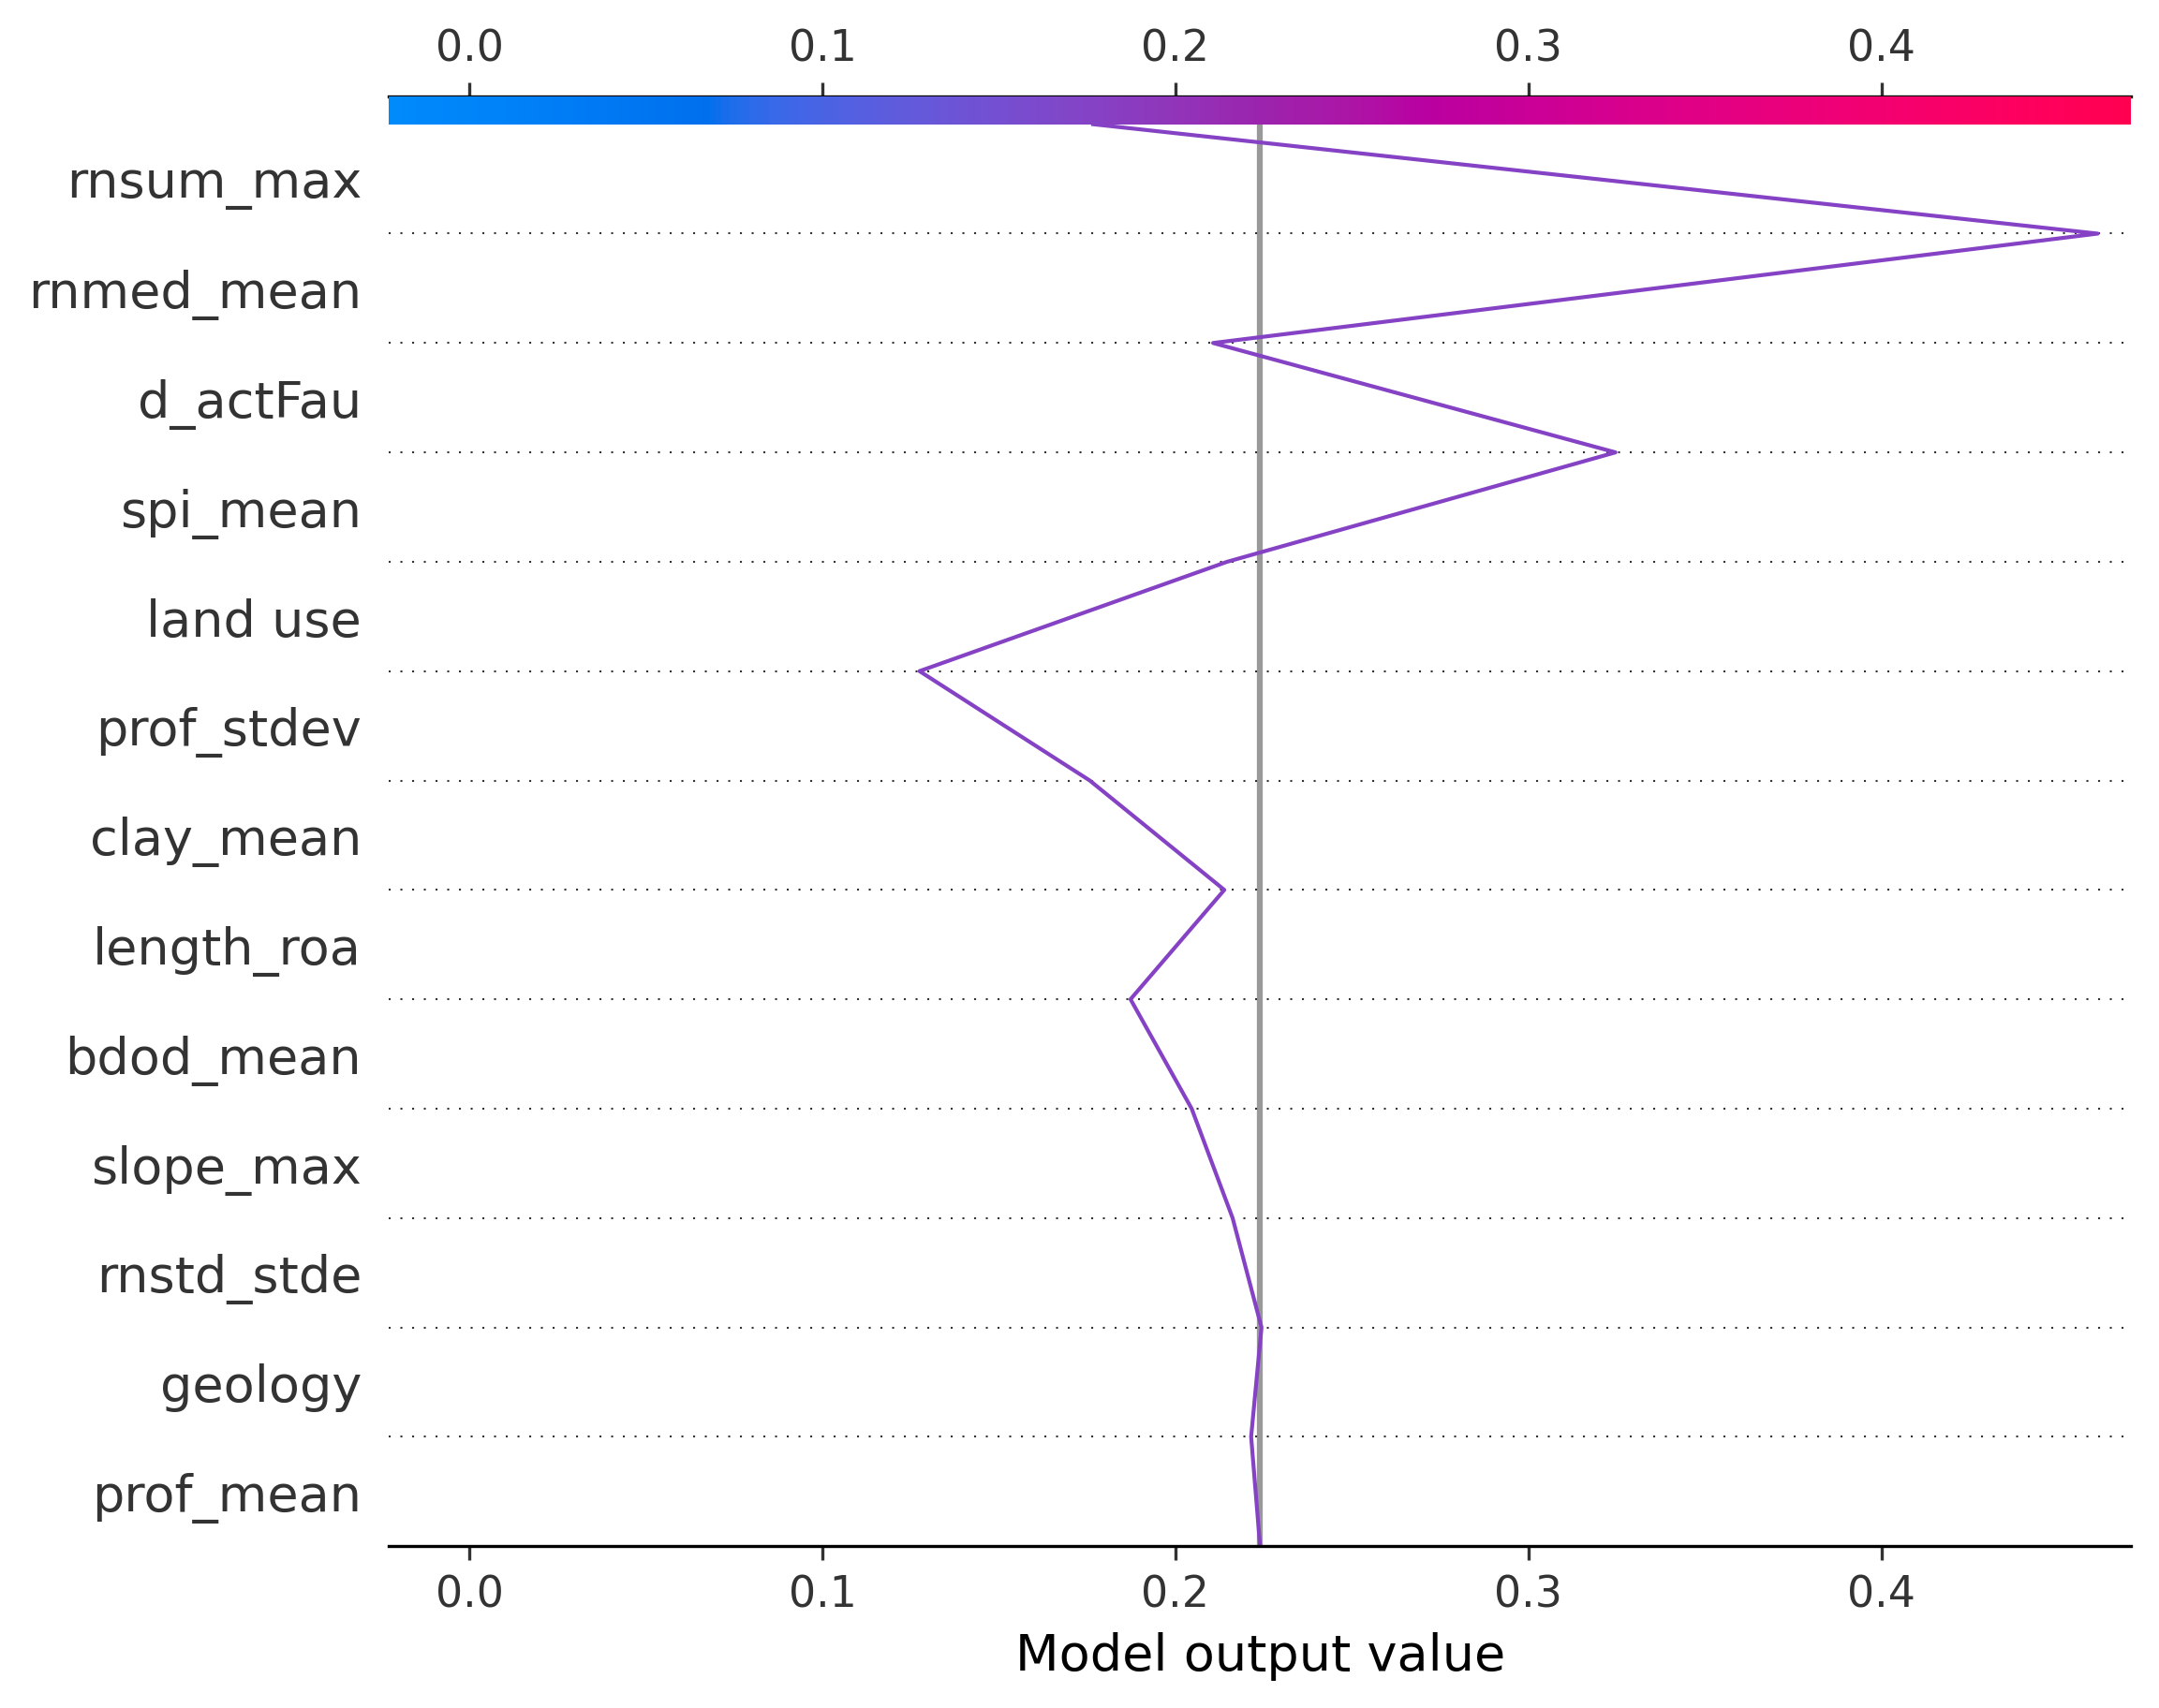 0.0 0.1 0.2 0.3 0.4
rnsum_max
rnmed_mean
d_actFau
spi_mean
land use
prof_stdev
clay_mean
length_roa
bdod_mean
slope_max
rnstd_stde
geology
prof_mean
0.0 0.1 0.2 0.3 0.4
Model output value